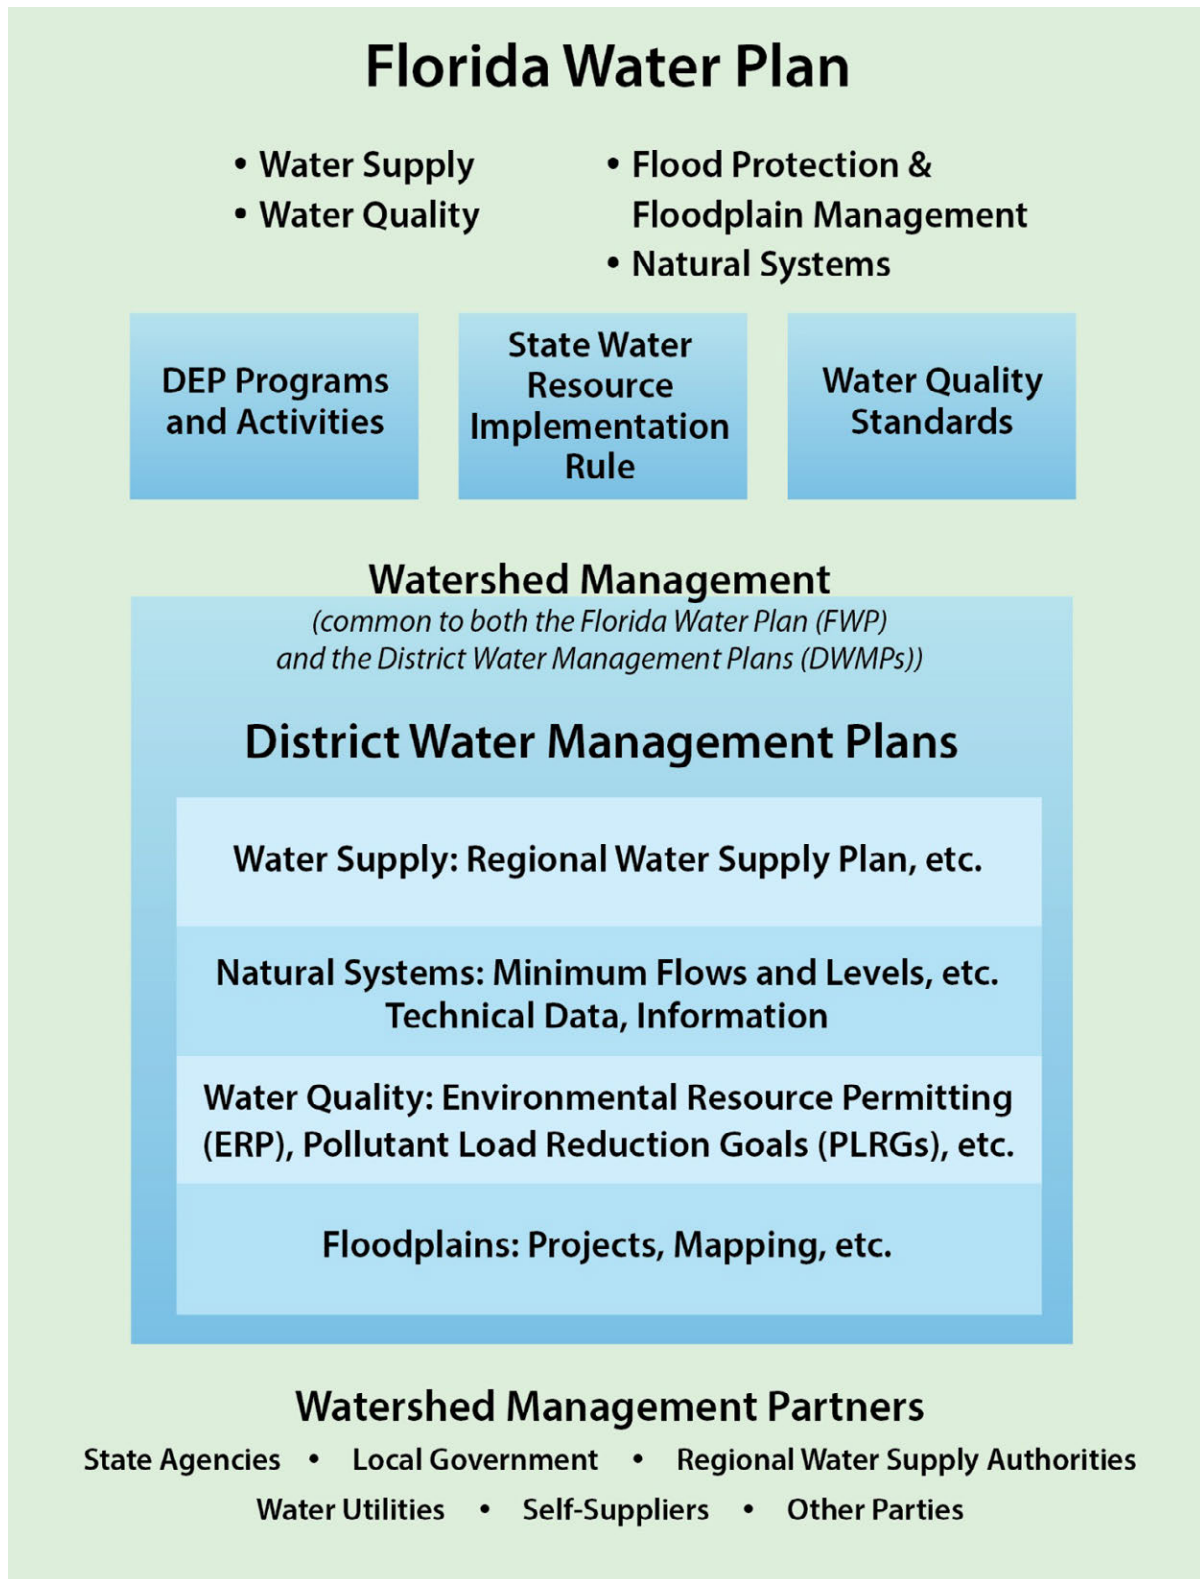 Florida Water Plan
• Water Supply
• Water Quality
• Flood Protection &
Floodplain Management
• Natural Systems
DEP Programs
and Activities
State Water
Resource
Implementation
Rule
Water Quality
Standards
Watershed Management
(common to both the Florida Water Plan (FWP)
and the District Water Management Plans (DWMPs))
District Water Management Plans
Water Supply: Regional Water Supply Plan, etc.
Natural Systems: Minimum Flows and Levels, etc.
Technical Data, Information
Water Quality: Environmental Resource Permitting
(ERP), Pollutant Load Reduction Goals (PLRGs), etc.
Floodplains: Projects, Mapping, etc.
Watershed Management Partners
State Agencies • Local Government • Regional Water Supply Authorities
Water Utilities • Self-Suppliers • Other Parties